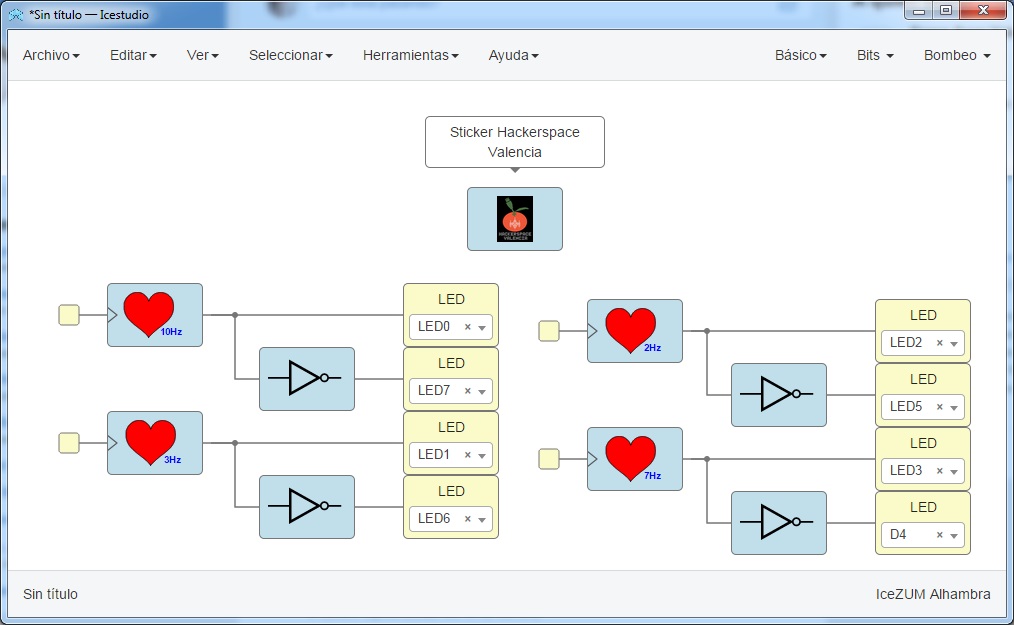 *Sin título — Icestudio
Archivo Editar Ver Seleccionar Herramientas Ayuda Básico Bits Bombeo
Sticker Hackerspace
Valencia
HACKERSPACE
VALENCIA
10Hz
LED
LED0 ×
LED
LED7 ×
3Hz
LED
LED1 ×
LED
LED6 ×
2Hz
LED
LED2 ×
LED
LED5 ×
7Hz
LED
LED3 ×
LED
D4 ×
Sin título
IceZUM Alhambra